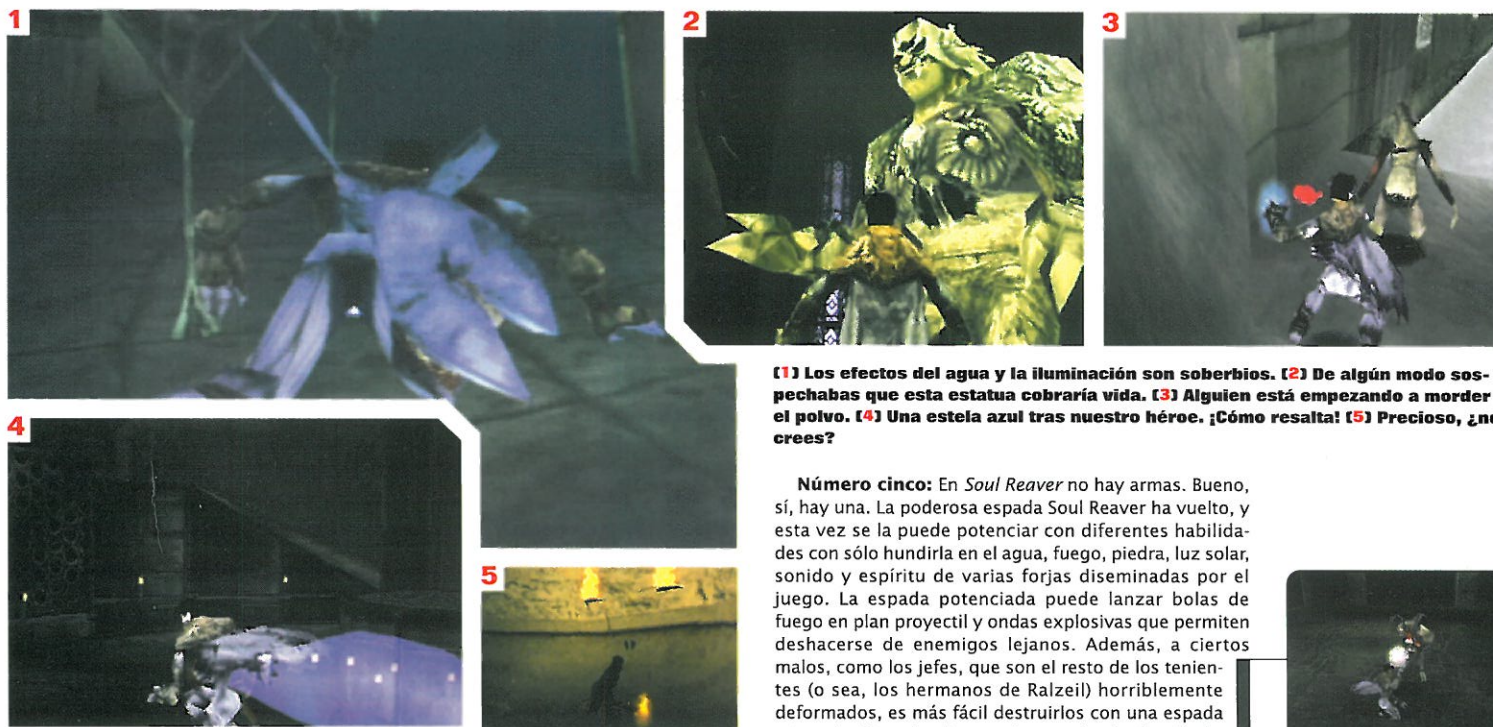 1
2
3
4
5
[1] Los efectos del agua y la iluminación son soberbios. [2] De algún modo sos-
pechabas que esta estatua cobraría vida. [3] Alguien está empezando a morder
el polvo. [4] Una estela azul tras nuestro héroe. ¡Cómo resalta! [5] Precioso, ¿no
crees?
Número cinco: En Soul Reaver no hay armas. Bueno,
sí, hay una. La poderosa espada Soul Reaver ha vuelto, y
esta vez se la puede potenciar con diferentes habilida-
des con sólo hundirla en el agua, fuego, piedra, luz solar,
sonido y espíritu de varias forjas diseminadas por el
juego. La espada potenciada puede lanzar bolas de
fuego en plan proyectil y ondas explosivas que permiten
deshacerse de enemigos lejanos. Además, a ciertos
malos, como los jefes, que son el resto de los tenien-
tes (o sea, los hermanos de Ralzeil) horriblemente
deformados, es más fácil destruirlos con una espada